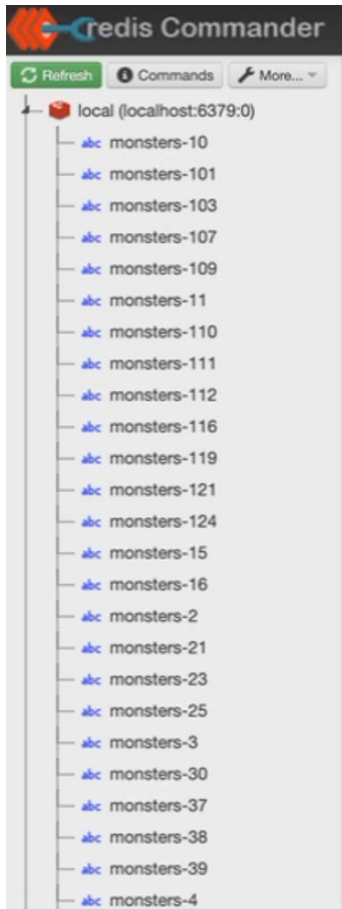 redis Commander
Refresh Commands More...
local (localhost:6379:0)
abc monsters-10
abc monsters-101
abc monsters-103
abc monsters-107
abc monsters-109
abc monsters-11
abc monsters-110
abc monsters-111
abc monsters-112
abc monsters-116
abc monsters-119
abc monsters-121
abc monsters-124
abc monsters-15
abc monsters-16
abc monsters-2
abc monsters-21
abc monsters-23
abc monsters-25
abc monsters-3
abc monsters-30
abc monsters-37
abc monsters-38
abc monsters-39
abc monsters-4